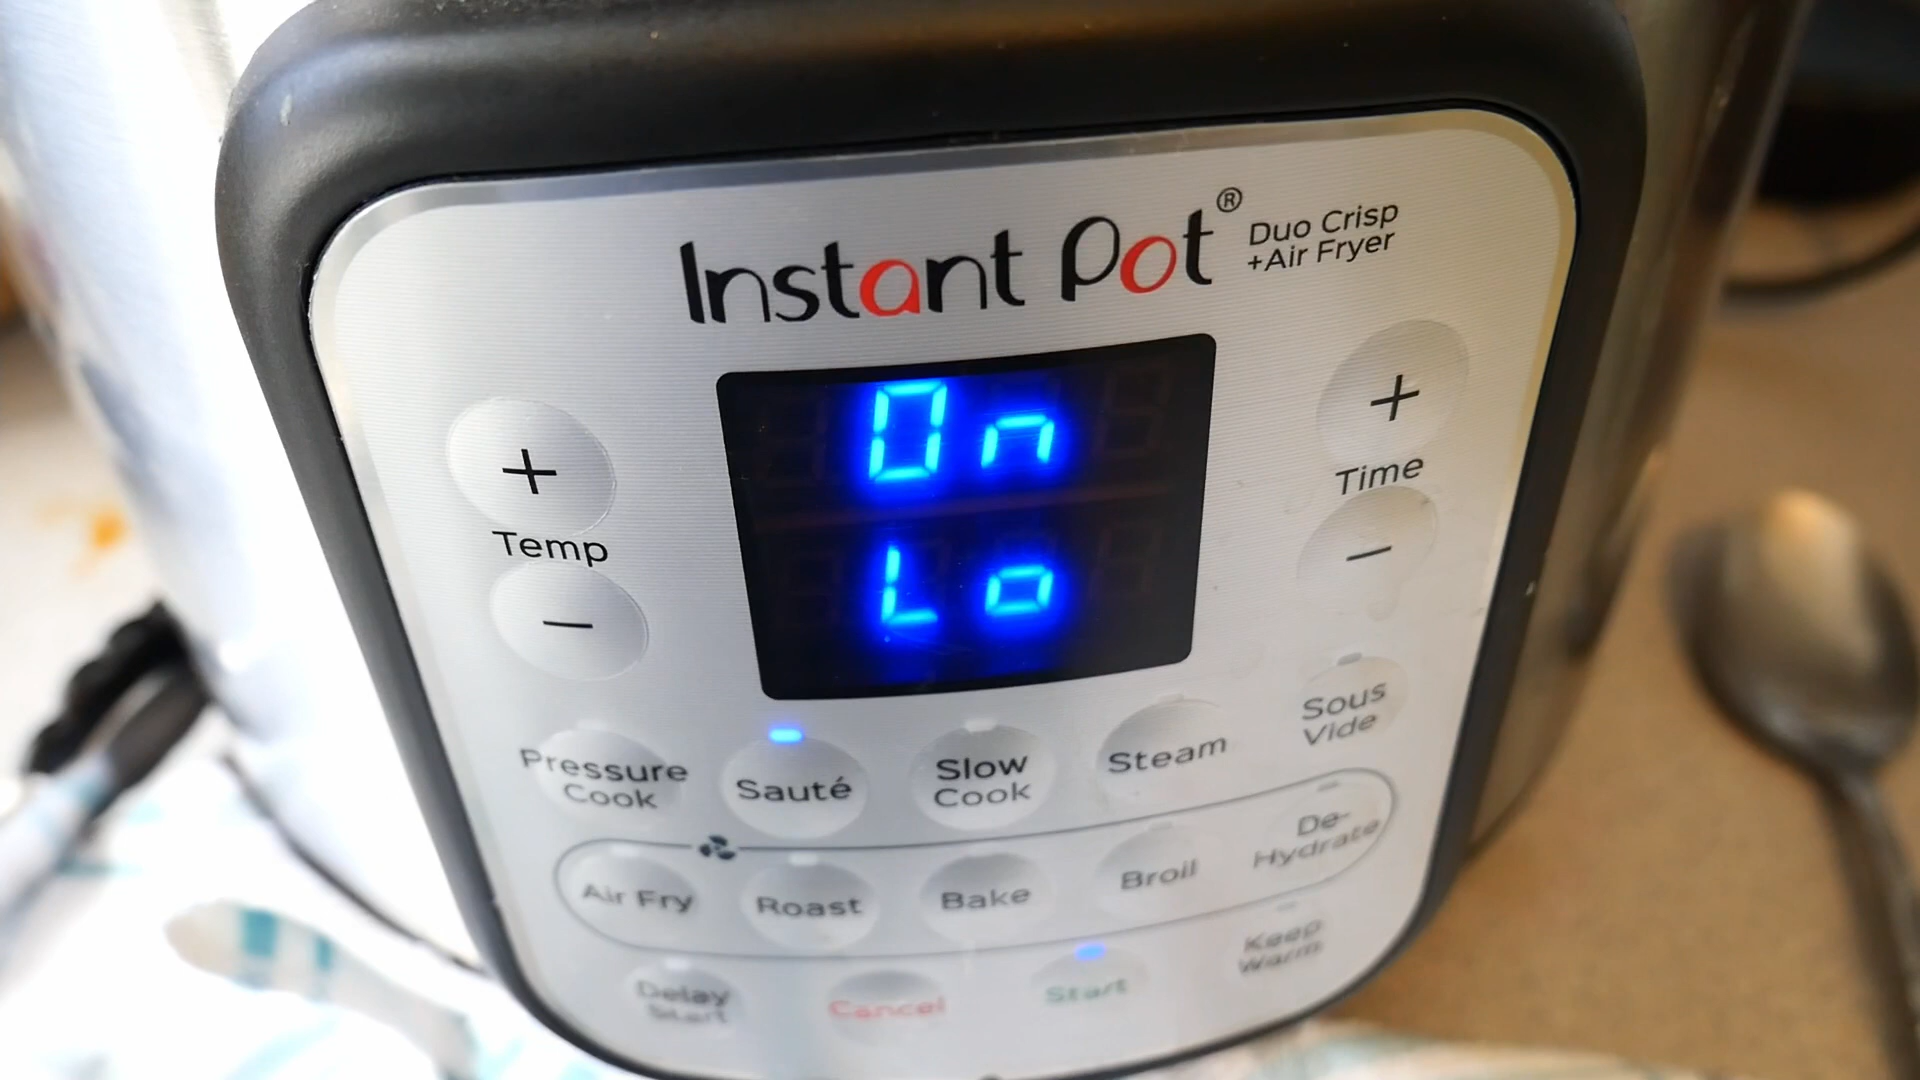 Instant Pot® Duo Crisp
+Air Fryer
On
Lo
+
Temp
−
+
Time
−
Pressure
Cook
Sauté
Slow
Cook
Steam
Sous
Vide
Air Fry
Roast
Bake
Broil
De-
Hydrate
Delay
Start
Cancel
Start
Keep
Warm